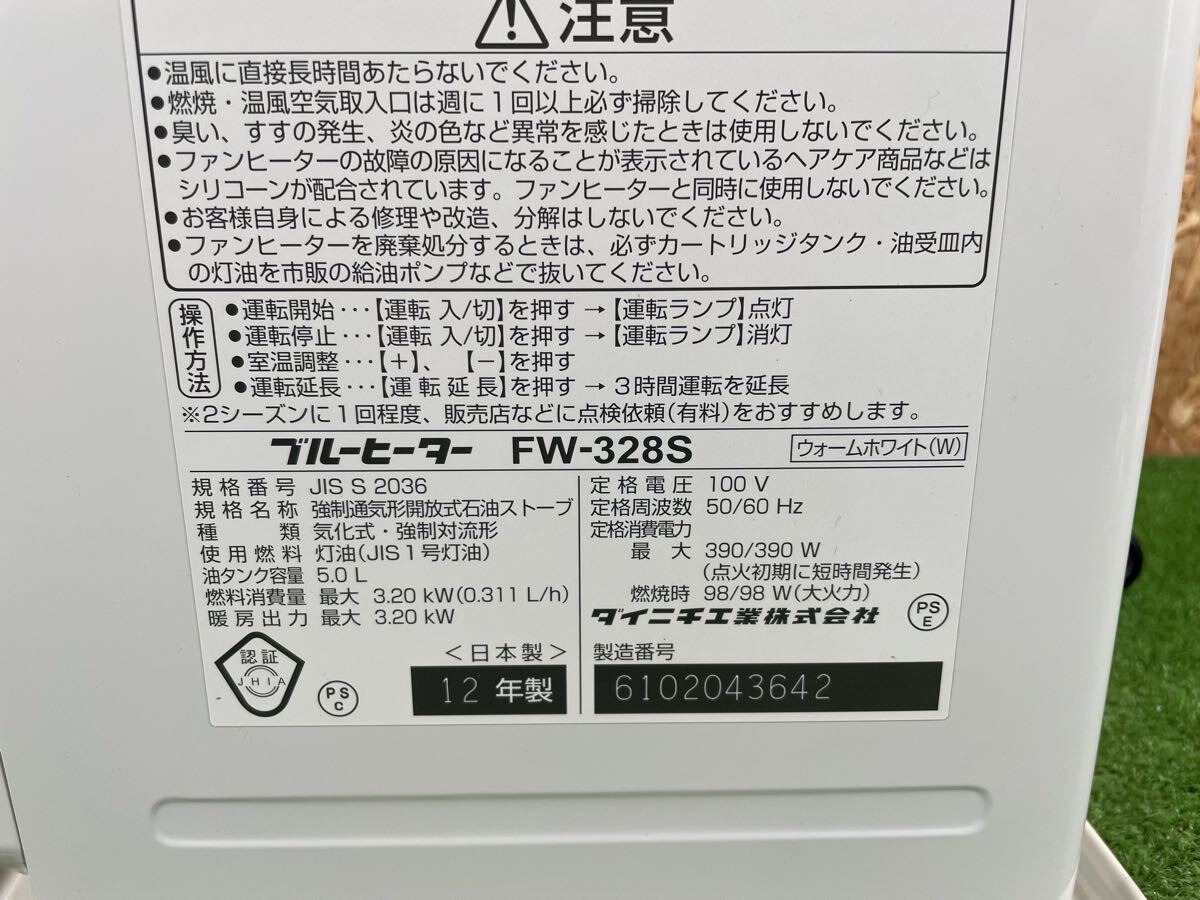 注意
●温風に直接長時間あたらないでください。
●燃焼・温風空気取入口は週に1回以上必ず掃除してください。
●臭い、すすの発生、炎の色など異常を感じたときは使用しないでください。
●ファンヒーターの故障の原因になることが表示されているヘアケア商品などは
シリコーンが配合されています。ファンヒーターと同時に使用しないでください。
●お客様自身による修理や改造、分解はしないでください。
●ファンヒーターを廃棄処分するときは、必ずカートリッジタンク・油受皿内
の灯油を市販の給油ポンプなどで抜いてください。
操作方法
●運転開始・・・【運転 入/切】を押す → 【運転ランプ】点灯
●運転停止・・・【運転 入/切】を押す → 【運転ランプ】消灯
●室温調整・・・【+】、【-】を押す
●運転延長・・・【運転延長】を押す → 3時間運転を延長
※2シーズンに1回程度、販売店などに点検依頼(有料)をおすすめします。
ブルーヒーター FW-328S ウォームホワイト(W)
規格番号 JIS S 2036
規格名称 強制通気形開放式石油ストーブ
種類 気化式・強制対流形
使用燃料 灯油(JIS1号灯油)
油タンク容量 5.0 L
燃料消費量 最大 3.20 kW(0.311 L/h)
暖房出力 最大 3.20 kW
認証
JHIA
PS
C
<日本製>
12 年製
定格電圧 100 V
定格周波数 50/60 Hz
定格消費電力
最大 390/390 W
(点火初期に短時間発生)
燃焼時 98/98 W(大火力)
ダイニチ工業株式会社
PS
E
製造番号
6102043642